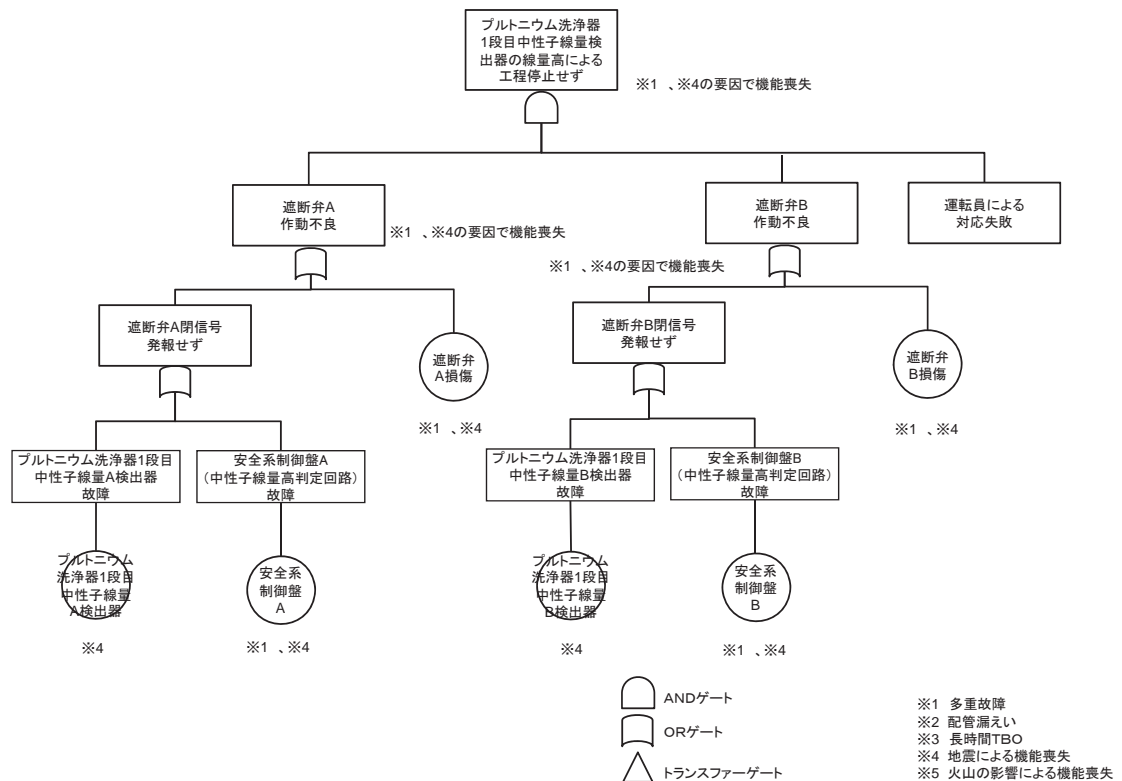 プルトニウム洗浄器
1段目中性子線量検
出器の線量高による
工程停止せず
※1 、※4の要因で機能喪失
遮断弁A
作動不良
※1 、※4の要因で機能喪失
遮断弁B
作動不良
※1 、※4の要因で機能喪失
運転員による
対応失敗
遮断弁A閉信号
発報せず
遮断弁
A損傷
※1 、※4
遮断弁B閉信号
発報せず
遮断弁
B損傷
※1 、※4
プルトニウム洗浄器1段目
中性子線量A検出器
故障
安全系制御盤A
（中性子線量高判定回路）
故障
プルトニウム洗浄器1段目
中性子線量B検出器
故障
安全系制御盤B
（中性子線量高判定回路）
故障
プルトニウム
洗浄器1段目
中性子線量
A検出器
※4
安全系
制御盤
A
※1 、※4
プルトニウム
洗浄器1段目
中性子線量
B検出器
※4
安全系
制御盤
B
※1 、※4
ANDゲート
ORゲート
トランスファーゲート
※1 多重故障
※2 配管漏えい
※3 長時間TBO
※4 地震による機能喪失
※5 火山の影響による機能喪失